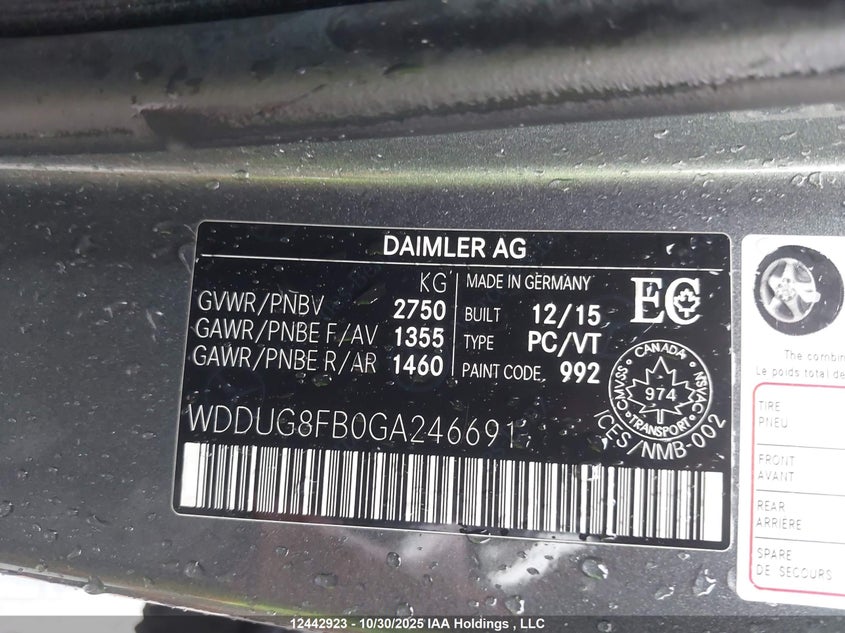 DAIMLER AG
KG
GVWR/PNBV 2750
GAWR/PNBE F/AV 1355
GAWR/PNBE R/AR 1460
MADE IN GERMANY
BUILT 12/15
TYPE PC/VT
PAINT CODE 992
EC
CANADA
CMVSS NSVAC
974
TRANSPORT
ICES/NMB-002
WDDUG8FB0GA246691
The combin
Le poids total de
TIRE
PNEU
FRONT
AVANT
REAR
ARRIÈRE
SPARE
DE SECOURS
12442923 - 10/30/2025 IAA Holdings , LLC